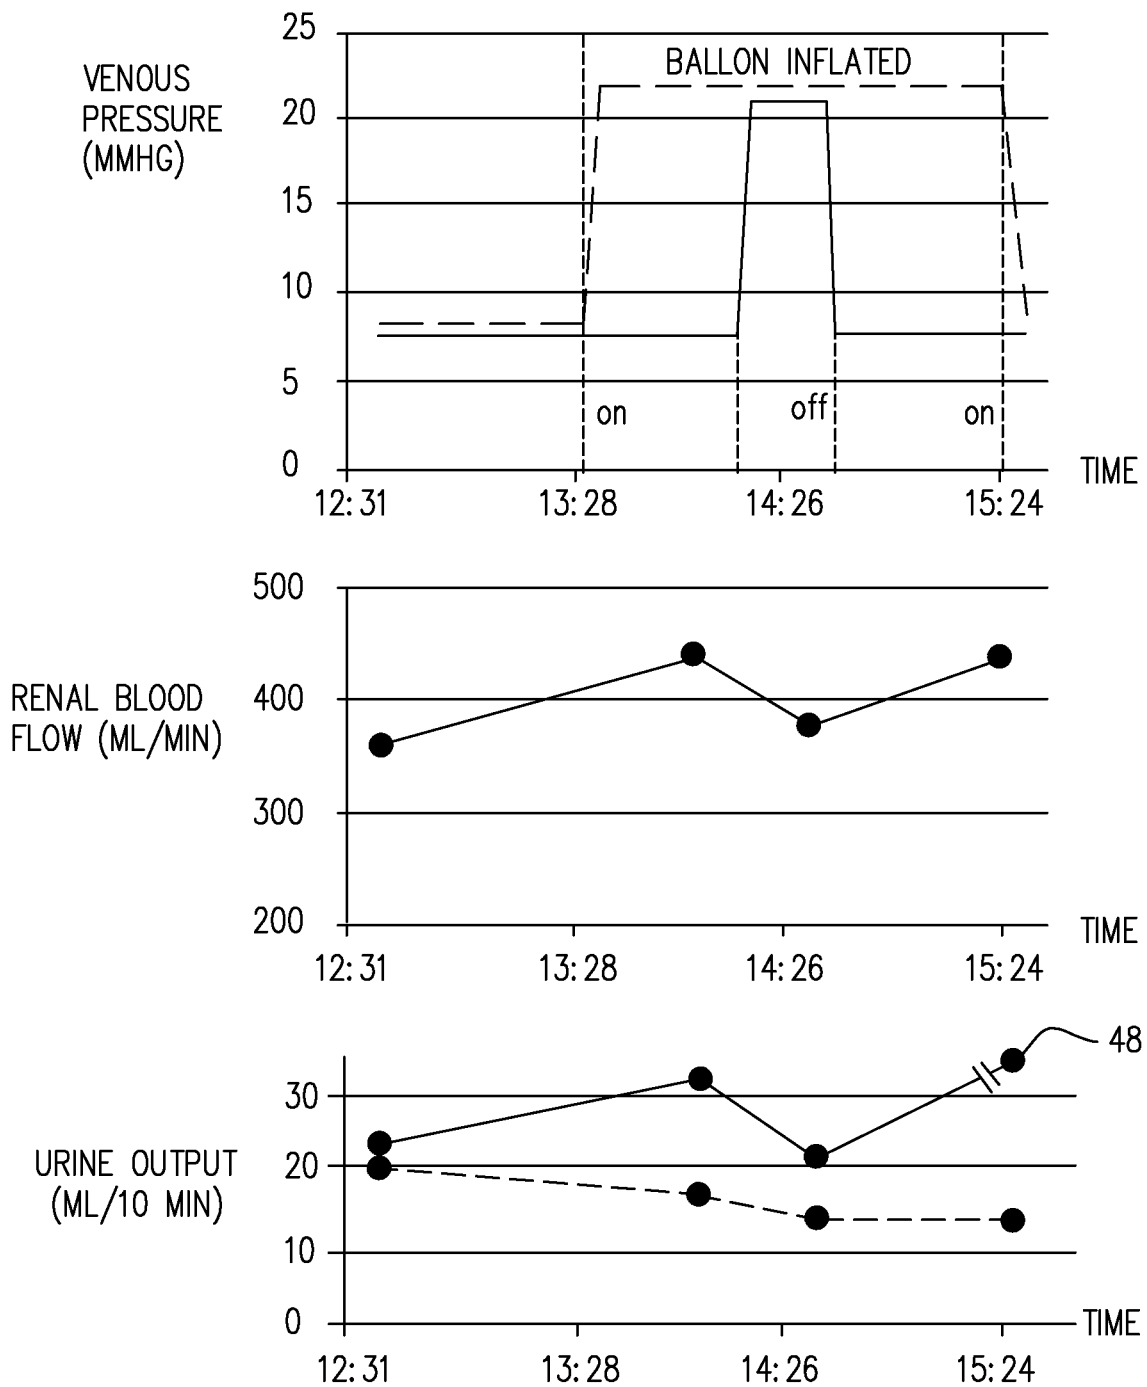 25
BALLON INFLATED
VENOUS
PRESSURE
(MMHG)
20
15
10
5
on off on
0
TIME
12:31 13:28 14:26 15:24
500
RENAL BLOOD
FLOW (ML/MIN)
400
300
200
TIME
12:31 13:28 14:26 15:24
48
30
URINE OUTPUT
(ML/10 MIN)
20
10
0
TIME
12:31 13:28 14:26 15:24